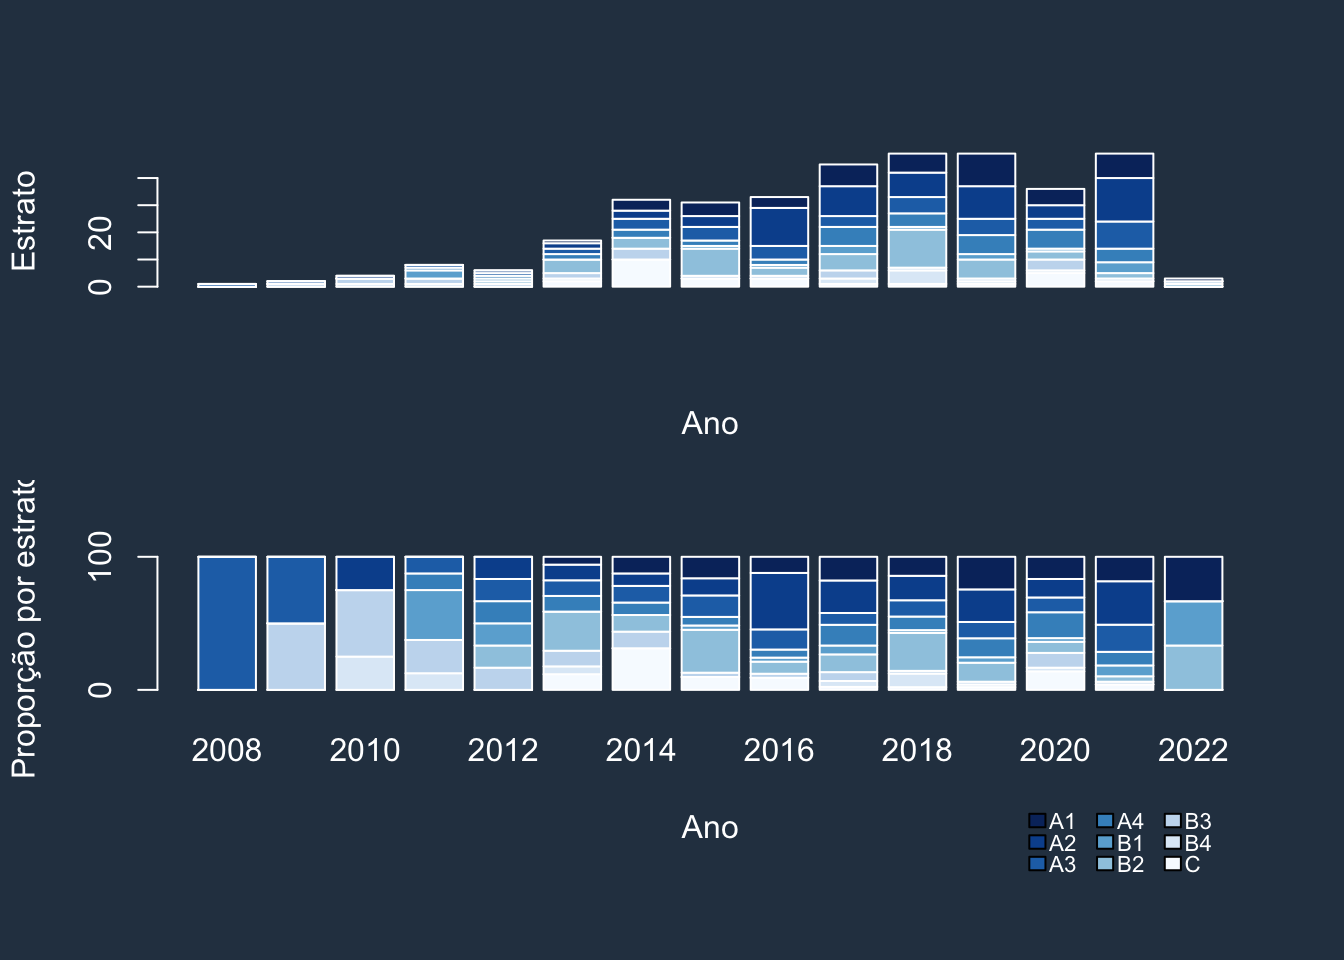 Estrato
20
0
Ano
Proporção por estrato
100
0
2008 2010 2012 2014 2016 2018 2020 2022
Ano
A1 A4 B3
A2 B1 B4
A3 B2 C